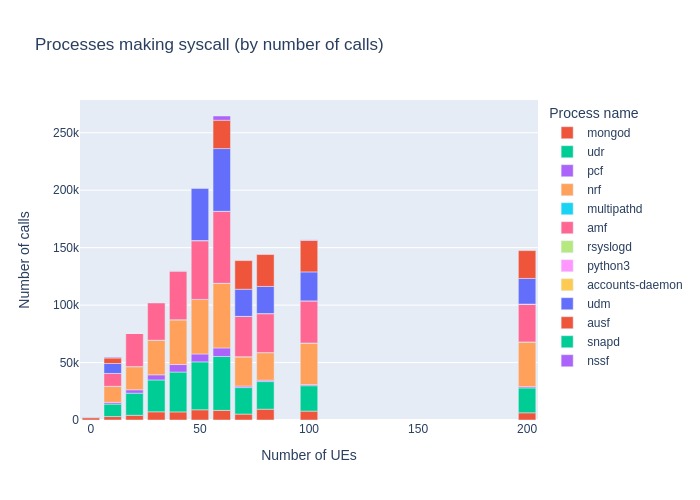 Processes making syscall (by number of calls)
Number of calls
250k
200k
150k
100k
50k
0
0
50
100
150
200
Number of UEs
Process name
mongod
udr
pcf
nrf
multipathd
amf
rsyslogd
python3
accounts-daemon
udm
ausf
snapd
nssf